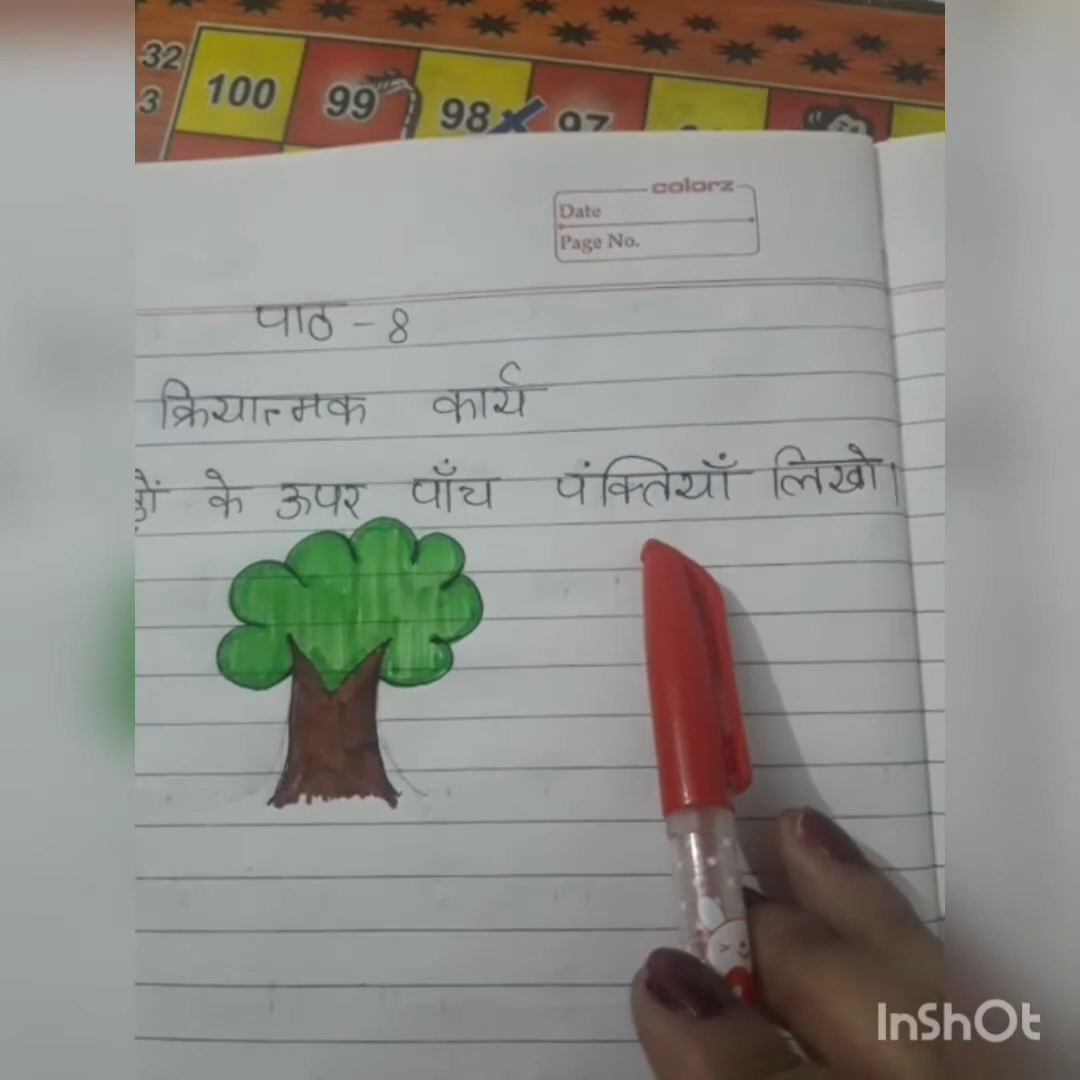 32 100 99 98 97
3
colorz
Date
Page No.
पाठ - 8
क्रियात्मक कार्य
के ऊपर पाँच पंक्तियाँ लिखो।
InShOt